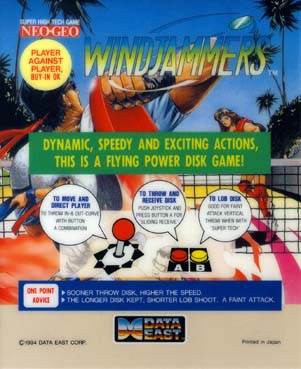 SUPER HIGH TECH GAME
NEO•GEO
PLAYER
AGAINST
PLAYER,
BUY-IN OK
WINDJAMMERS
TM
DYNAMIC, SPEEDY AND EXCITING ACTIONS,
THIS IS A FLYING POWER DISK GAME!
TO MOVE AND
DIRECT PLAYER
TO THROW IN-& OUT-CURVE
WITH BUTTON
A COMBINATION
TO THROW AND
RECEIVE DISK
PUSH JOYSTICK AND
PRESS BUTTON A FOR
SLIDING RECEIVE
TO LOB DISK
GOOD FOR FAINT
ATTACK VERTICAL
THROW WHEN WITH
SUPER TECH'
A B
ONE POINT
ADVICE
SOONER THROW DISK, HIGHER THE SPEED.
THE LONGER DISK KEPT, SHORTER LOB SHOOT. A FAINT ATTACK.
©1994 DATA EAST CORP.
DATA
EAST
Printed in Japan